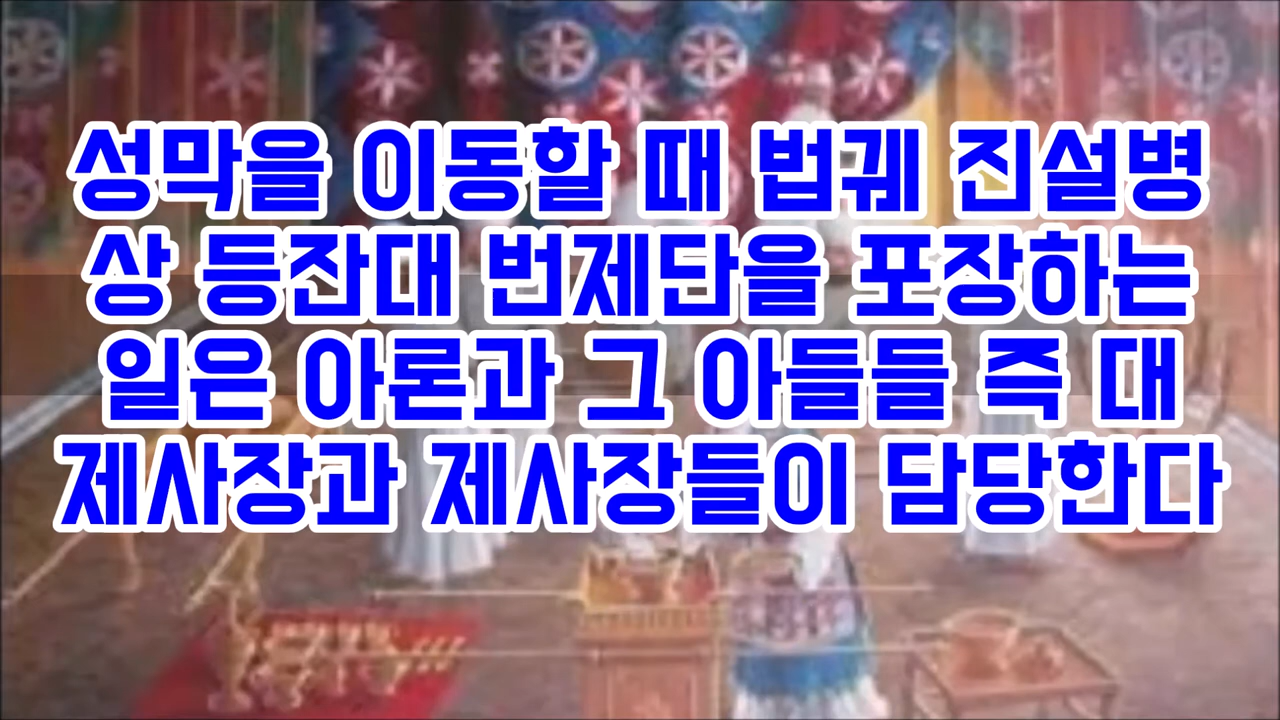 성막을 이동할 때 법궤 진설병
상 등잔대 번제단을 포장하는
일은 아론과 그 아들들 즉 대
제사장과 제사장들이 담당한다